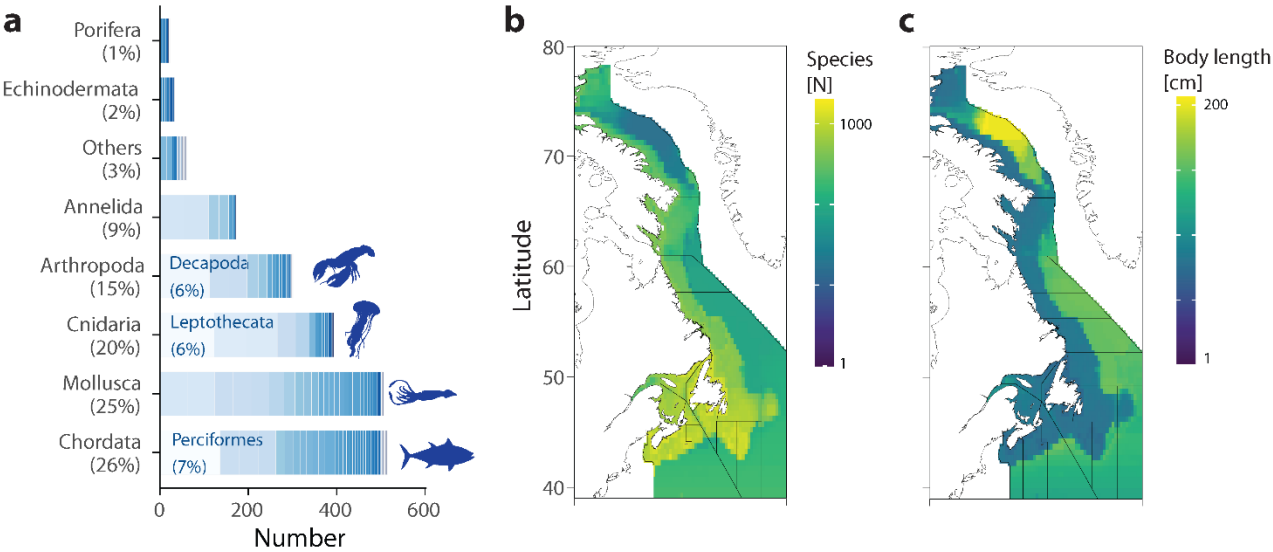 a
Porifera
(1%)
Echinodermata
(2%)
Others
(3%)
Annelida
(9%)
Arthropoda
(15%)
Decapoda
(6%)
Cnidaria
(20%)
Leptothecata
(6%)
Mollusca
(25%)
Chordata
(26%)
Perciformes
(7%)
0
200
400
600
Number
b
80
70
60
50
40
Latitude
Species
[N]
1000
1
c
Body length
[cm]
200
1